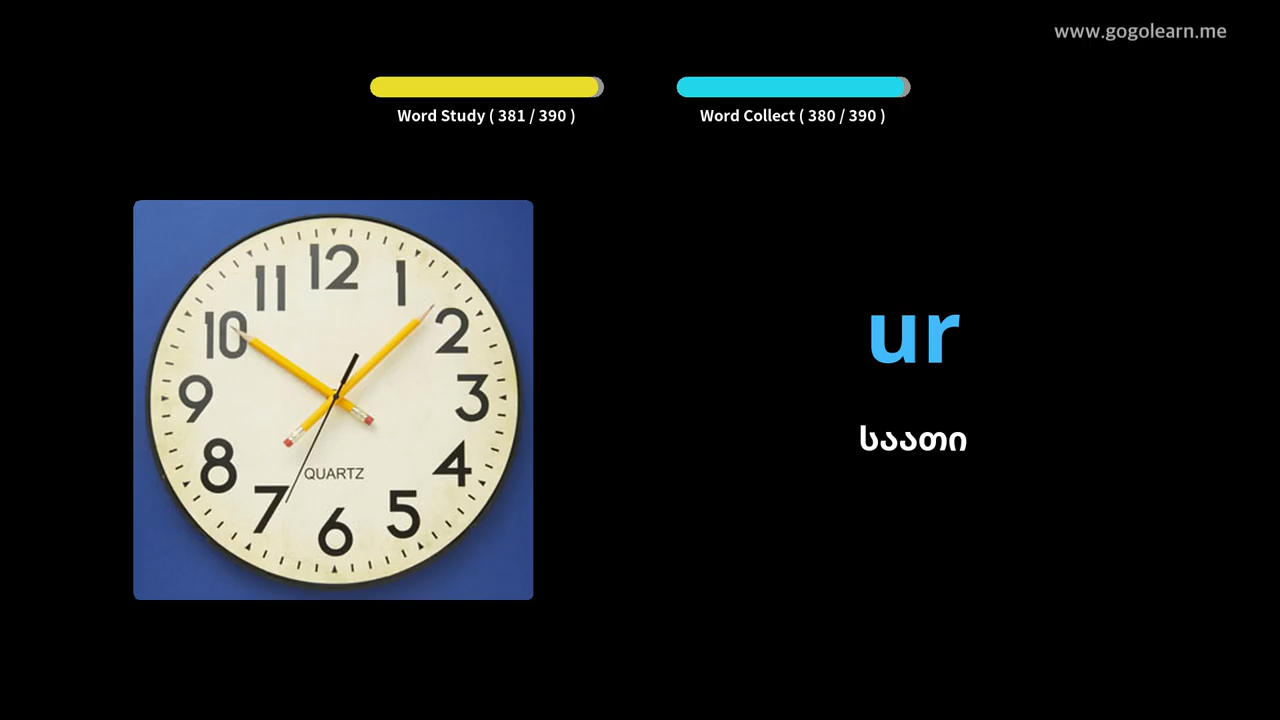 www.gogolearn.me
Word Study ( 381 / 390 )
Word Collect ( 380 / 390 )
12
11
1
10
2
9
3
8
4
QUARTZ
7
5
6
ur
საათი